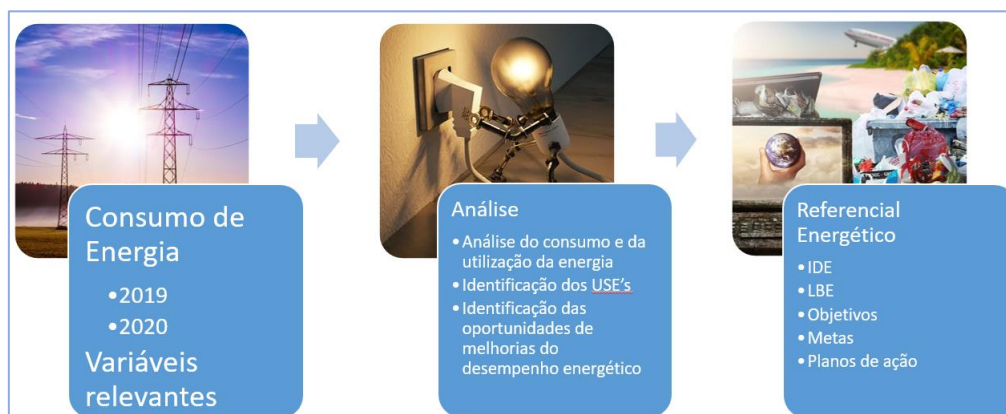 Consumo de
Energia
•2019
•2020
Variáveis
relevantes
Análise
•Análise do consumo e da
utilização da energia
•Identificação dos USE's
•Identificação das
oportunidades de
melhorias do
desempenho energético
Referencial
Energético
•IDE
•LBE
•Objetivos
•Metas
•Planos de ação